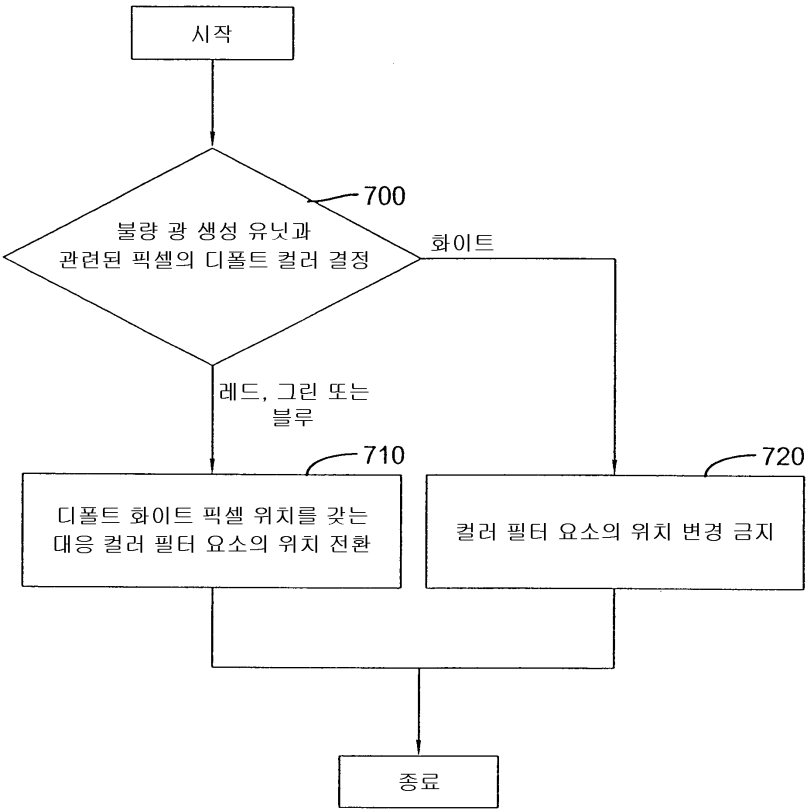 시작
700
불량 광 생성 유닛과
관련된 픽셀의 디폴트 컬러 결정
화이트
레드, 그린 또는
블루
710
디폴트 화이트 픽셀 위치를 갖는
대응 컬러 필터 요소의 위치 전환
720
컬러 필터 요소의 위치 변경 금지
종료